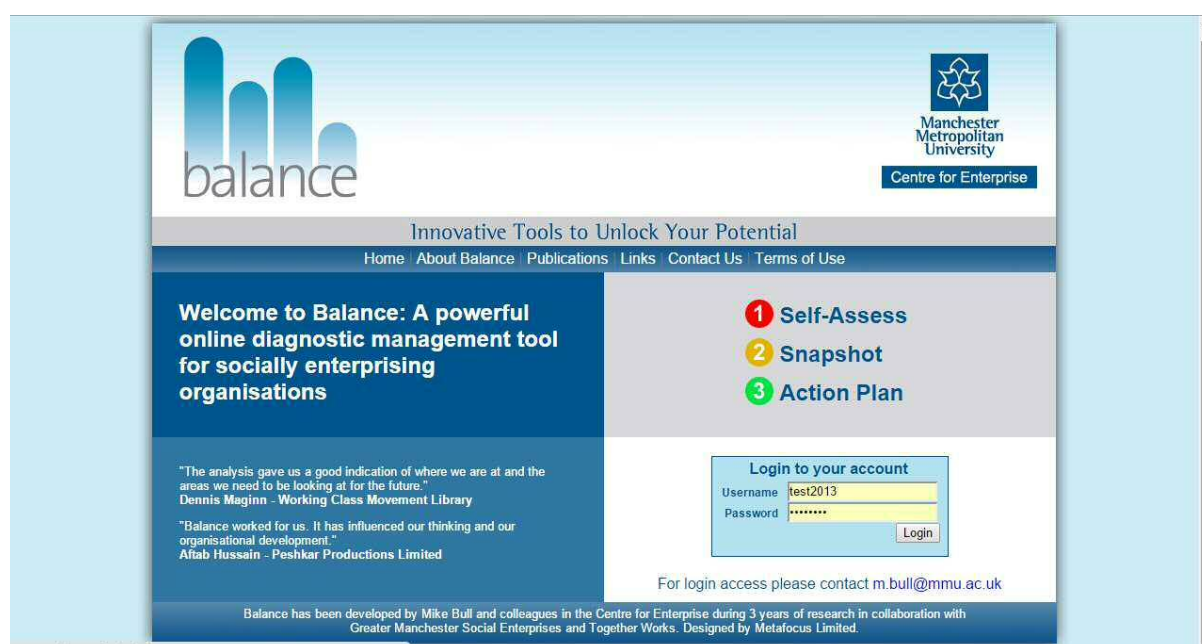 balance
Manchester
Metropolitan
University
Centre for Enterprise
Innovative Tools to Unlock Your Potential
Home | About Balance | Publications | Links | Contact Us | Terms of Use
Welcome to Balance: A powerful
online diagnostic management tool
for socially enterprising
organisations
1 Self-Assess
2 Snapshot
3 Action Plan
"The analysis gave us a good indication of where we are at and the
areas we need to be looking at for the future."
Dennis Maginn - Working Class Movement Library
"Balance worked for us. It has influenced our thinking and our
organisational development."
Aftab Hussain - Peshkar Productions Limited
Login to your account
Username test2013
Password ••••••••
Login
For login access please contact m.bull@mmu.ac.uk
Balance has been developed by Mike Bull and colleagues in the Centre for Enterprise during 3 years of research in collaboration with
Greater Manchester Social Enterprises and Together Works. Designed by Metafocus Limited.